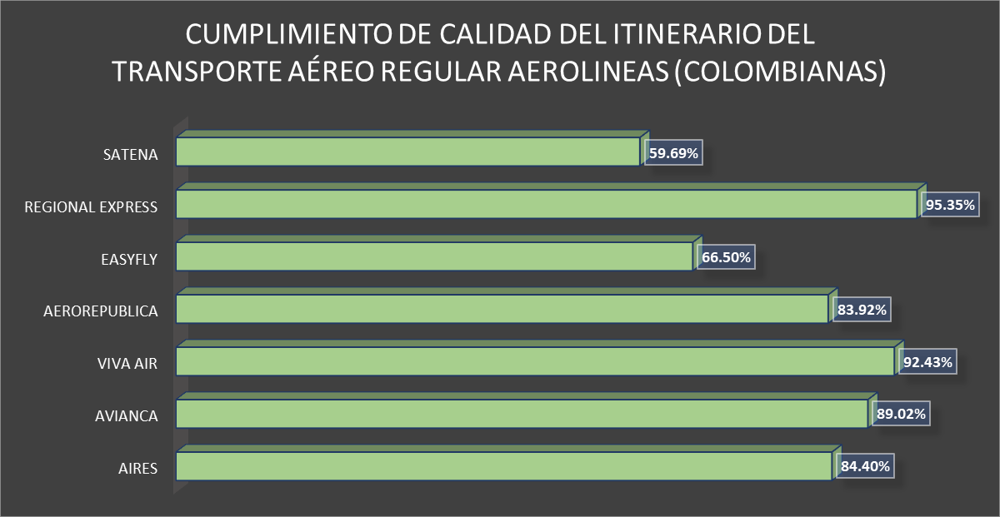 CUMPLIMIENTO DE CALIDAD DEL ITINERARIO DEL
TRANSPORTE AÉREO REGULAR AEROLINEAS (COLOMBIANAS)
SATENA 59.69%
REGIONAL EXPRESS 95.35%
EASYFLY 66.50%
AEROREPUBLICA 83.92%
VIVA AIR 92.43%
AVIANCA 89.02%
AIRES 84.40%